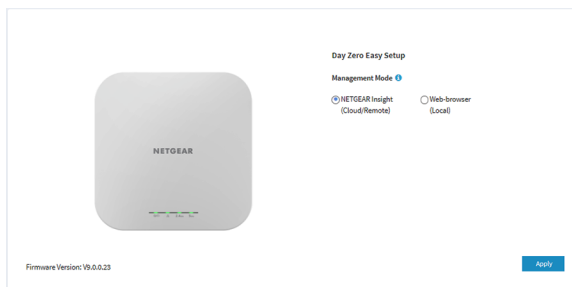 Day Zero Easy Setup
Management Mode
NETGEAR Insight
(Cloud/Remote)
Web-browser
(Local)
NETGEAR
Firmware Version: V9.0.0.23
Apply